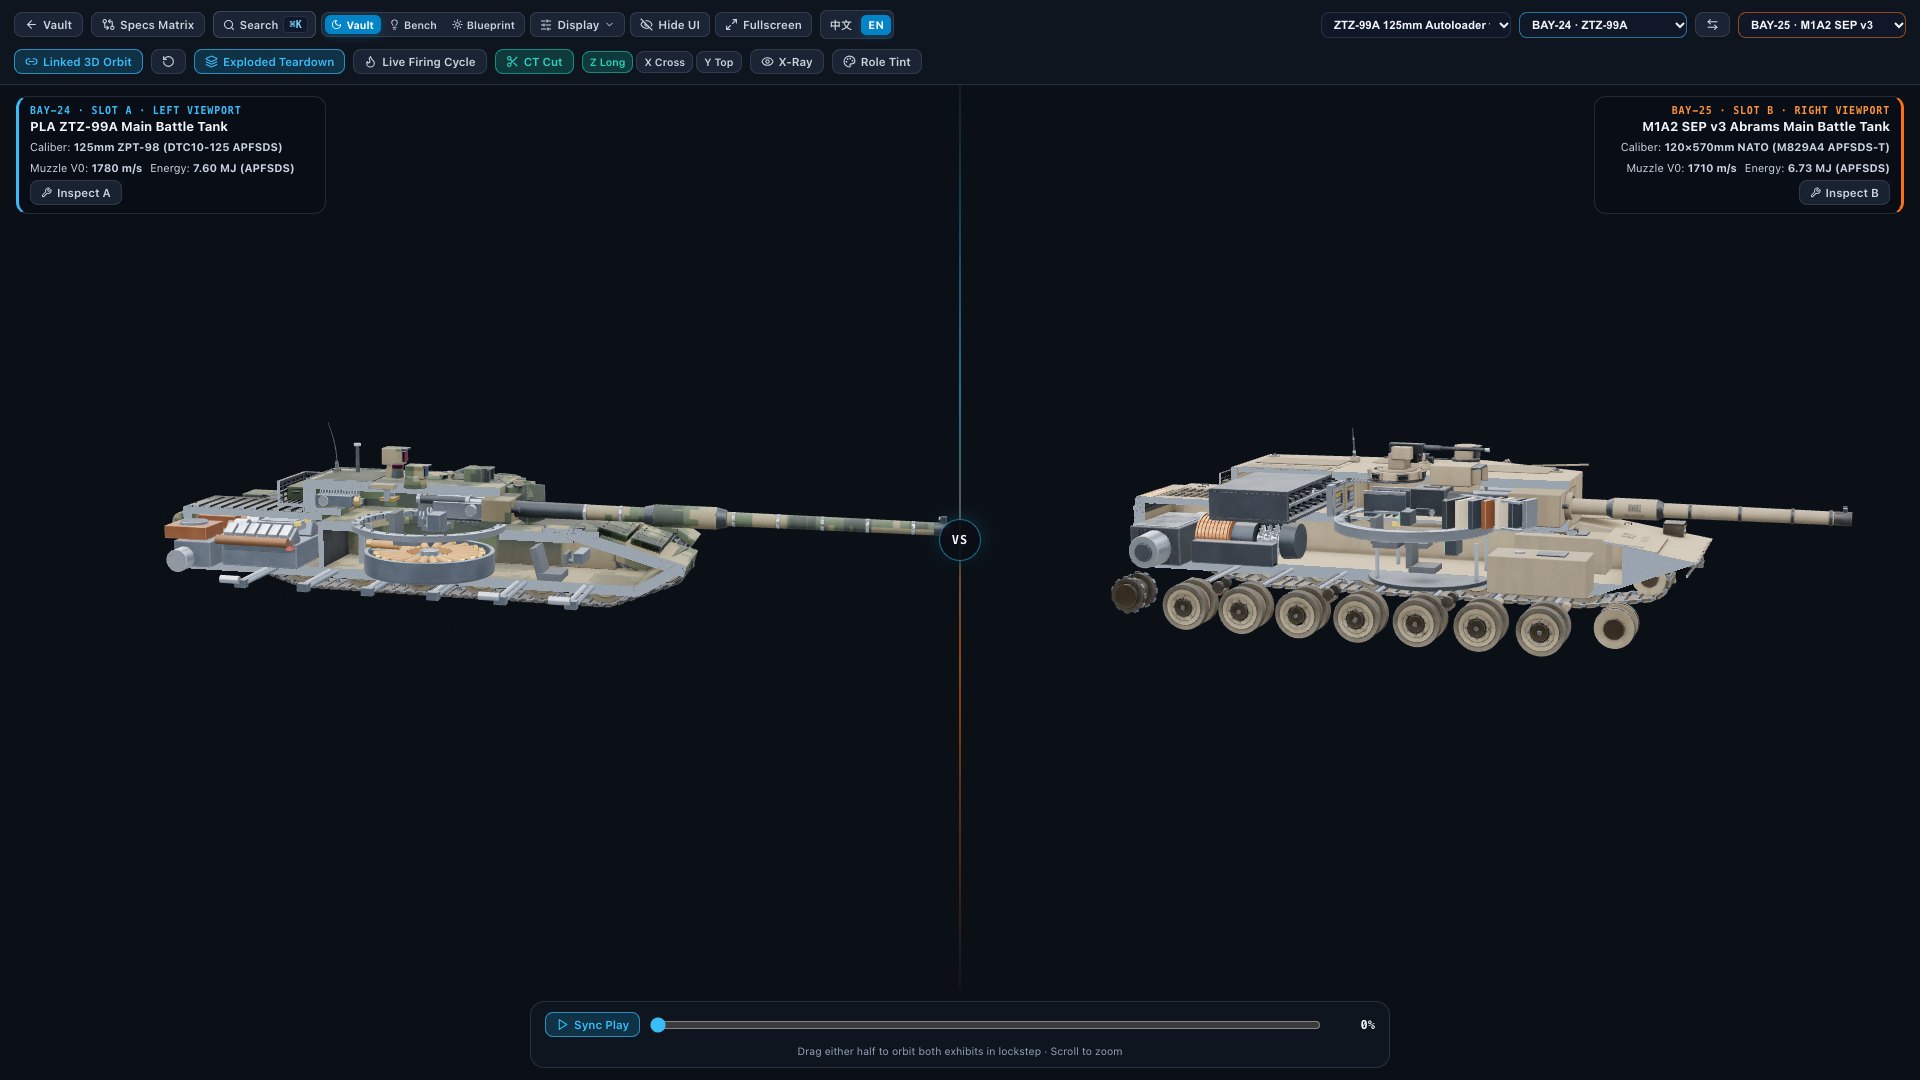 Vault
Specs Matrix
Search ⌘K
Vault
Bench
Blueprint
Display
Hide UI
Fullscreen
中文
EN
ZTZ-99A 125mm Autoloader
BAY-24 · ZTZ-99A
BAY-25 · M1A2 SEP v3
Linked 3D Orbit
Exploded Teardown
Live Firing Cycle
CT Cut
Z Long
X Cross
Y Top
X-Ray
Role Tint
BAY-24 · SLOT A · LEFT VIEWPORT
PLA ZTZ-99A Main Battle Tank
Caliber: 125mm ZPT-98 (DTC10-125 APFSDS)
Muzzle V0: 1780 m/s Energy: 7.60 MJ (APFSDS)
Inspect A
BAY-25 · SLOT B · RIGHT VIEWPORT
M1A2 SEP v3 Abrams Main Battle Tank
Caliber: 120×570mm NATO (M829A4 APFSDS-T)
Muzzle V0: 1710 m/s Energy: 6.73 MJ (APFSDS)
Inspect B
VS
Sync Play
0%
Drag either half to orbit both exhibits in lockstep · Scroll to zoom